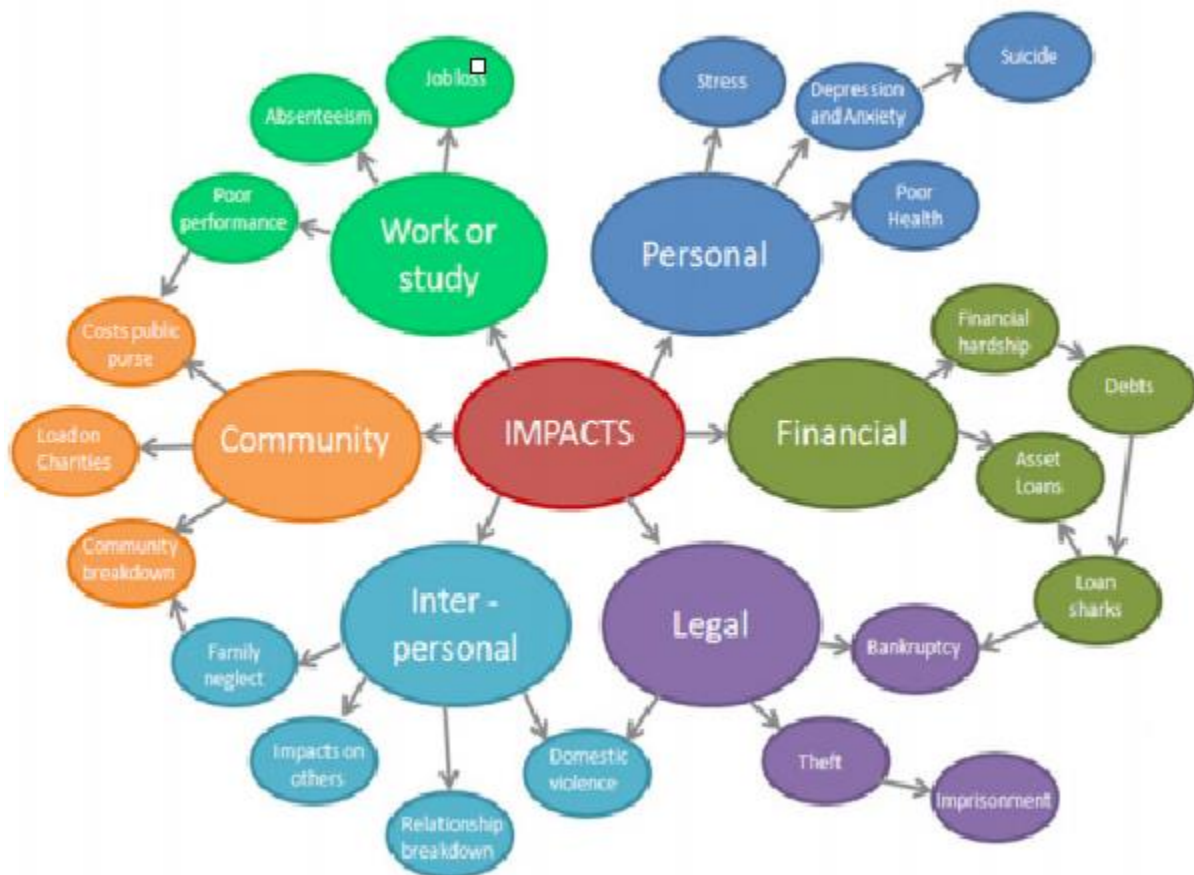 Job loss
Absenteeism
Poor
performance
Work or
study
Stress
Depression
and Anxiety
Suicide
Poor
Health
Personal
Costs public
purse
Load on
Charities
Community
breakdown
Community
IMPACTS
Financial
Financial
hardship
Debts
Asset
Loans
Loan
sharks
Inter -
personal
Family
neglect
Impacts on
others
Relationship
breakdown
Domestic
violence
Legal
Bankruptcy
Theft
Imprisonment